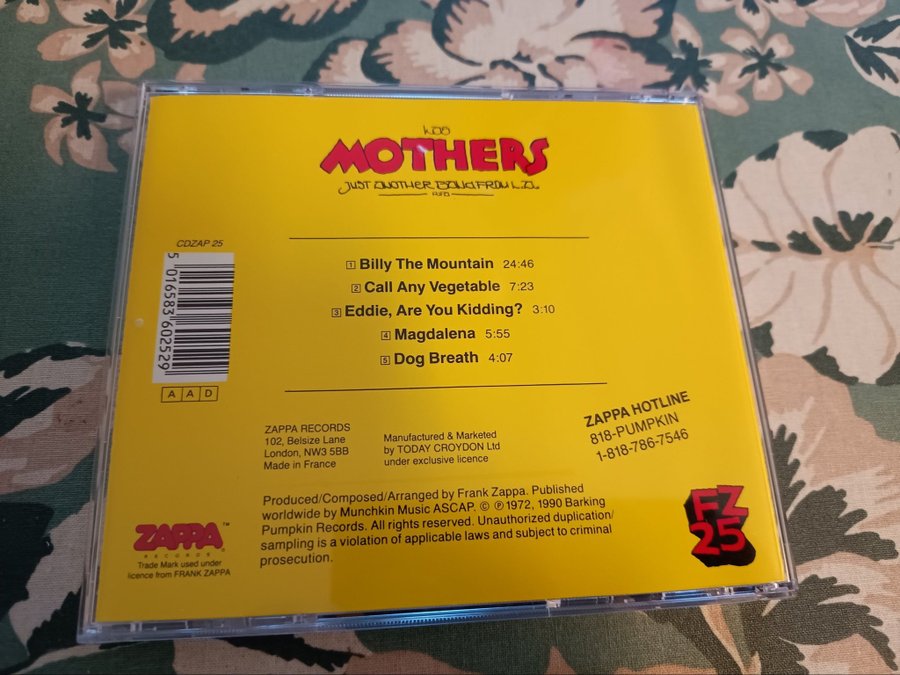 MOTHERS
JUST ANOTHER BAND FROM L.A.
CDZAP 25
5 016583 602529
A A D
1 Billy The Mountain 24:46
2 Call Any Vegetable 7:23
3 Eddie, Are You Kidding? 3:10
4 Magdalena 5:55
5 Dog Breath 4:07
ZAPPA RECORDS
102, Belsize Lane
London, NW3 5BB
Made in France
Manufactured & Marketed
by TODAY CROYDON Ltd
under exclusive licence
ZAPPA HOTLINE
818-PUMPKIN
1-818-786-7546
Produced/Composed/Arranged by Frank Zappa. Published
worldwide by Munchkin Music ASCAP. © ℗ 1972, 1990 Barking
Pumpkin Records. All rights reserved. Unauthorized duplication/
sampling is a violation of applicable laws and subject to criminal
prosecution.
ZAPPA™
RECORDS
Trade Mark used under
licence from FRANK ZAPPA
FZ
25